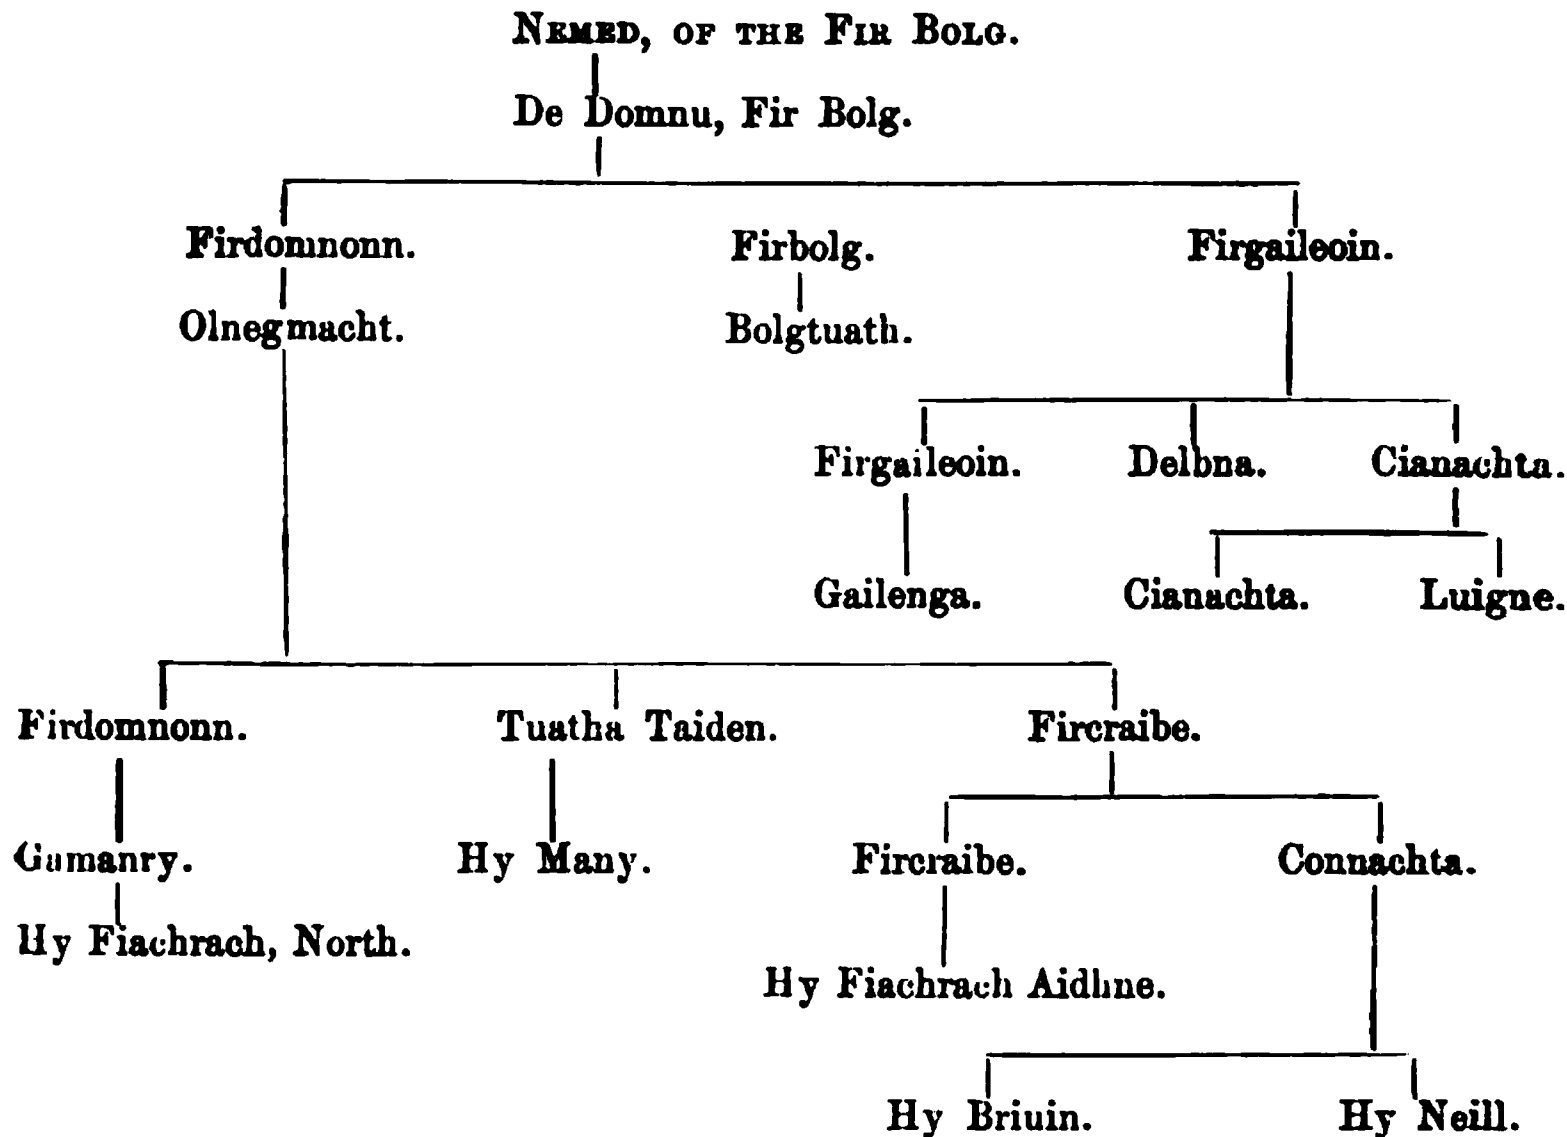 NEMED, OF THE FIR BOLG.
De Domnu, Fir Bolg.
Firdomnonn. Firbolg. Firgaileoin.
Olnegmacht. Bolgtuath.
Firgaileoin. Delbna. Cianachta.
Gailenga. Cianachta. Luigne.
Firdomnonn. Tuatha Taiden. Fircraibe.
Gamanry. Hy Many. Fircraibe. Connachta.
Hy Fiachrach, North.
Hy Fiachrach Aidhne.
Hy Briuin. Hy Neill.